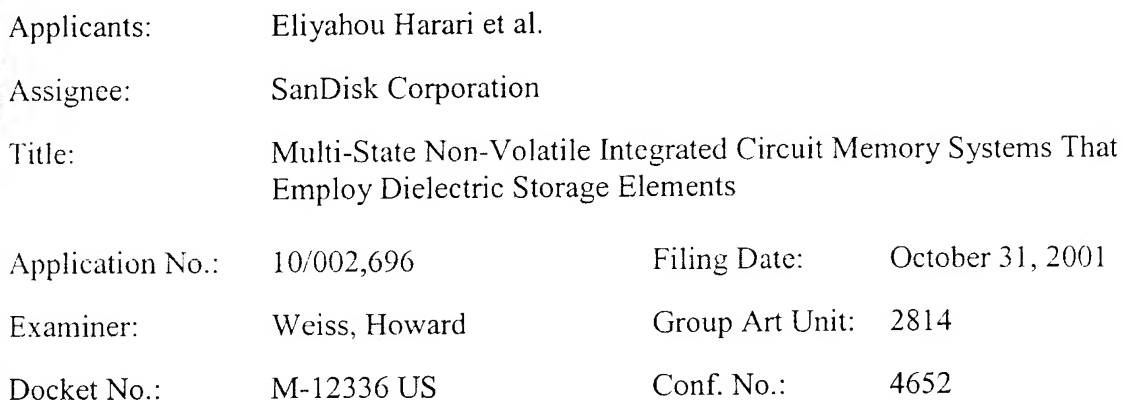 Applicants: Eliyahou Harari et al.
Assignee: SanDisk Corporation
Title: Multi-State Non-Volatile Integrated Circuit Memory Systems That
Employ Dielectric Storage Elements
Application No.: 10/002,696 Filing Date: October 31, 2001
Examiner: Weiss, Howard Group Art Unit: 2814
Docket No.: M-12336 US Conf. No.: 4652